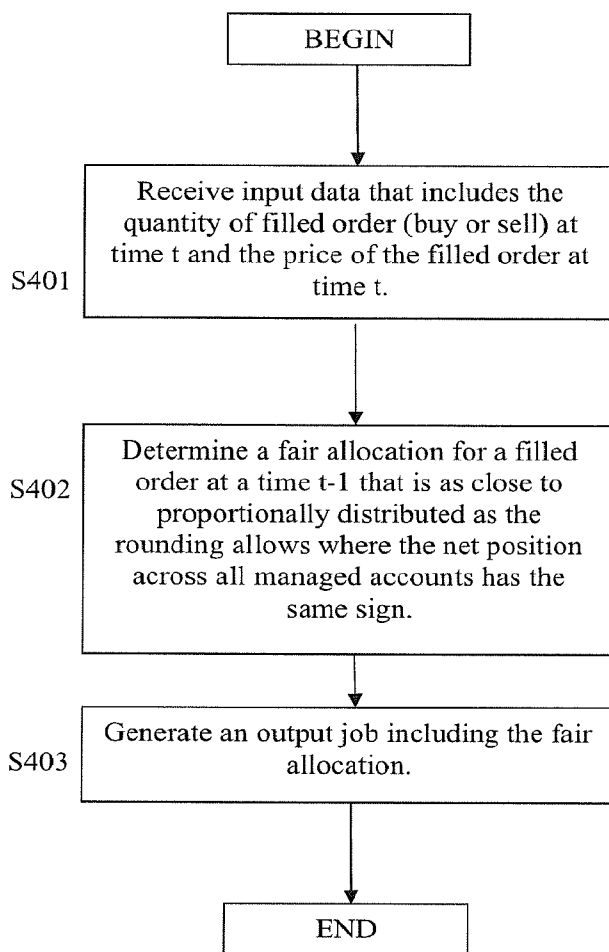 BEGIN
Receive input data that includes the
quantity of filled order (buy or sell) at
time t and the price of the filled order at
time t.
S401
Determine a fair allocation for a filled
order at a time t-1 that is as close to
proportionally distributed as the
rounding allows where the net position
across all managed accounts has the
same sign.
S402
Generate an output job including the fair
allocation.
S403
END